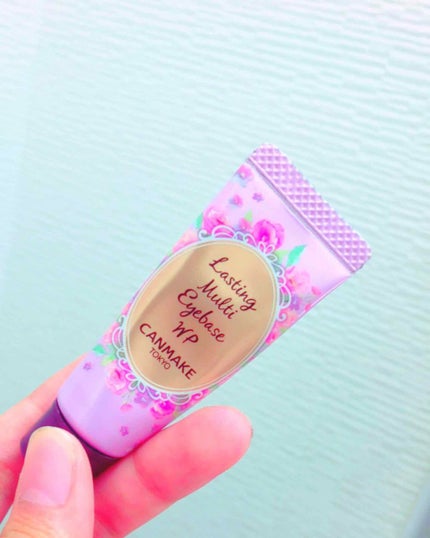 Lasting
Multi
Eyebase
WP
CANMAKE
TOKYO